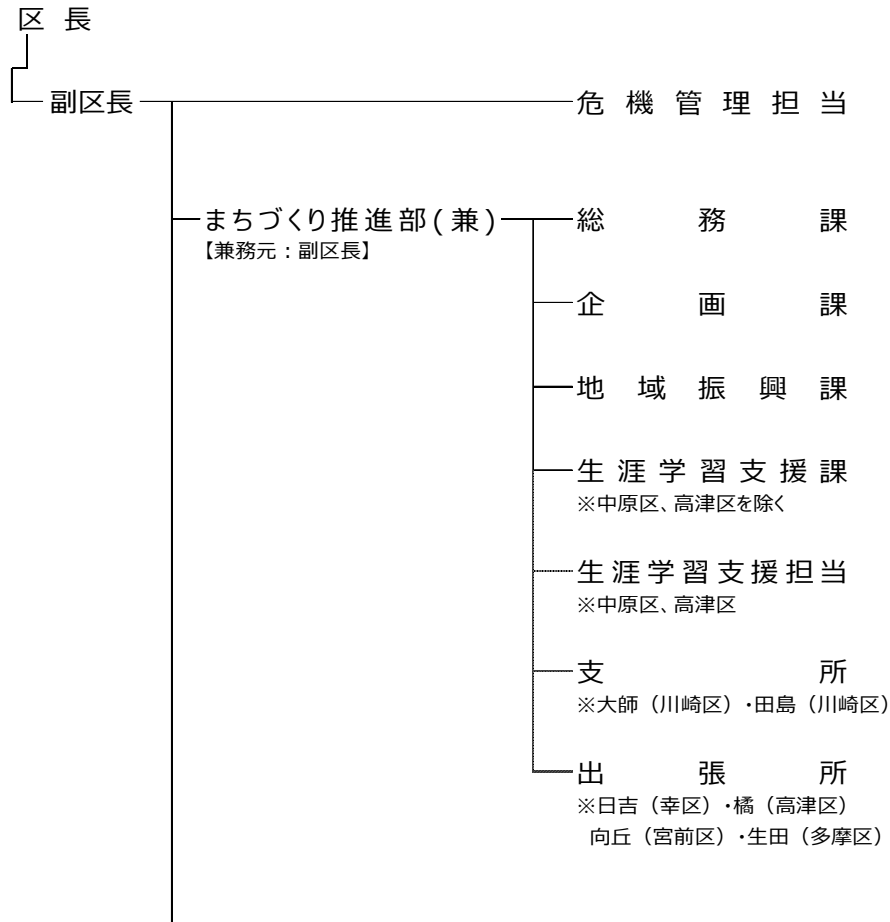 区長
副区長
危機管理担当
まちづくり推進部(兼)
【兼務元：副区長】
総務課
企画課
地域振興課
生涯学習支援課
※中原区、高津区を除く
生涯学習支援担当
※中原区、高津区
支所
※大師（川崎区）・田島（川崎区）
出張所
※日吉（幸区）・橘（高津区）
向丘（宮前区）・生田（多摩区）